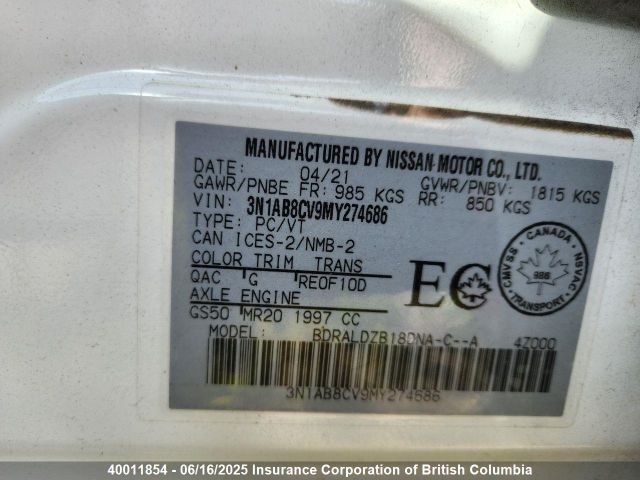 MANUFACTURED BY NISSAN MOTOR CO., LTD.
DATE: 04/21 GVWR/PNBV: 1815 KGS
GAWR/PNBE FR: 985 KGS RR: 850 KGS
VIN: 3N1AB8CV9MY274686
TYPE: PC/VT
CAN ICES-2/NMB-2
COLOR TRIM TRANS
QAC G RE0F10D
AXLE ENGINE
GS50 MR20 1997 CC
MODEL: BDRALDZB18DNA-C--A 4Z000
3N1AB8CV9MY274686
EC
CANADA
CMVSS NSVAC
986
TRANSPORT
40011854 - 06/16/2025 Insurance Corporation of British Columbia